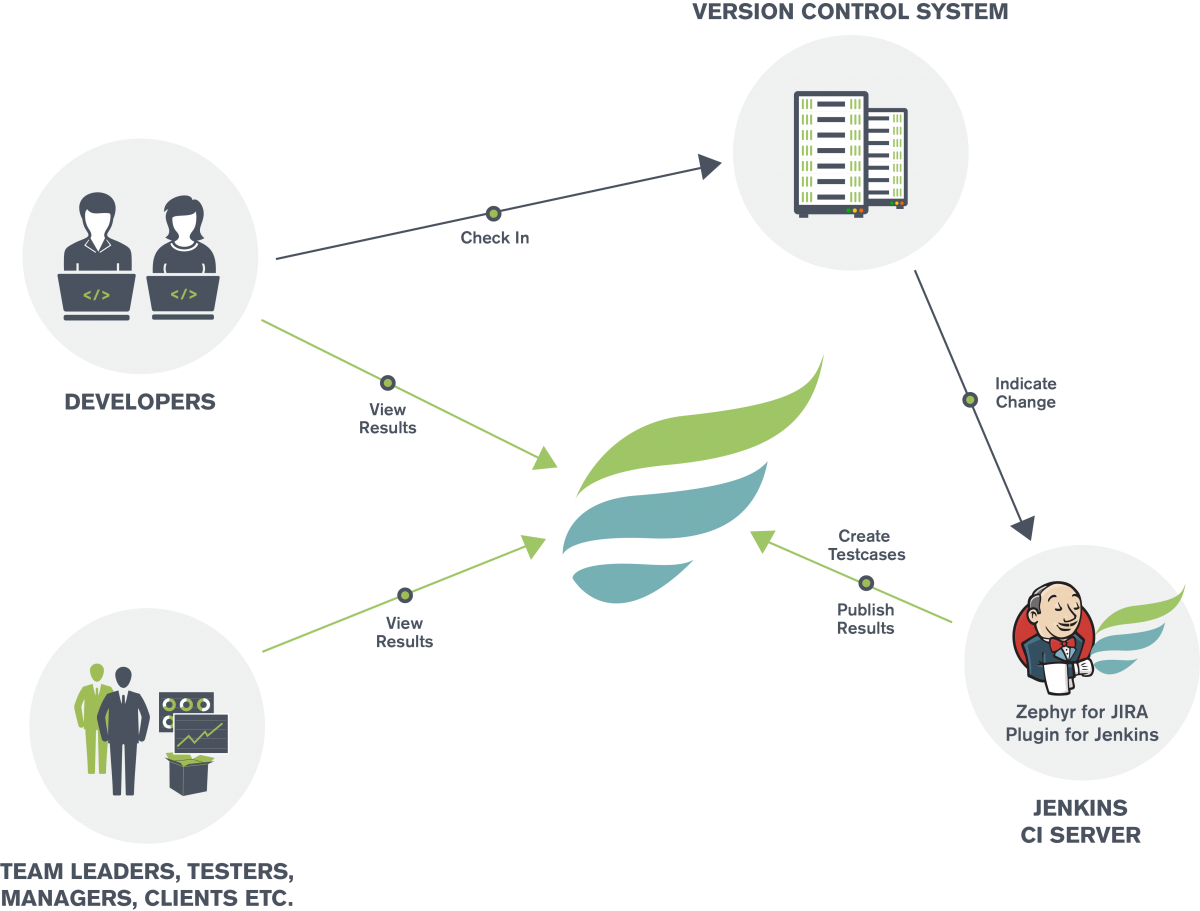 VERSION CONTROL SYSTEM
Check In
</>
</>
DEVELOPERS
View
Results
Indicate
Change
Create
Testcases
Publish
Results
View
Results
Zephyr for JIRA
Plugin for Jenkins
JENKINS
CI SERVER
TEAM LEADERS, TESTERS,
MANAGERS, CLIENTS ETC.